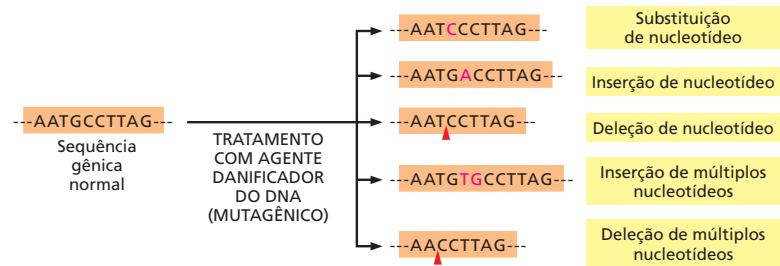 ---AATGCCTTAG---
Sequência
gênica
normal
TRATAMENTO
COM AGENTE
DANIFICADOR
DO DNA
(MUTAGÊNICO)
---AATCCCTTAG---
Substituição
de nucleotídeo
---AATGACCTTAG---
Inserção de nucleotídeo
---AATCCTTAG---
Deleção de nucleotídeo
---AATGTGCCTTAG---
Inserção de múltiplos
nucleotídeos
---AACCTTAG---
Deleção de múltiplos
nucleotídeos